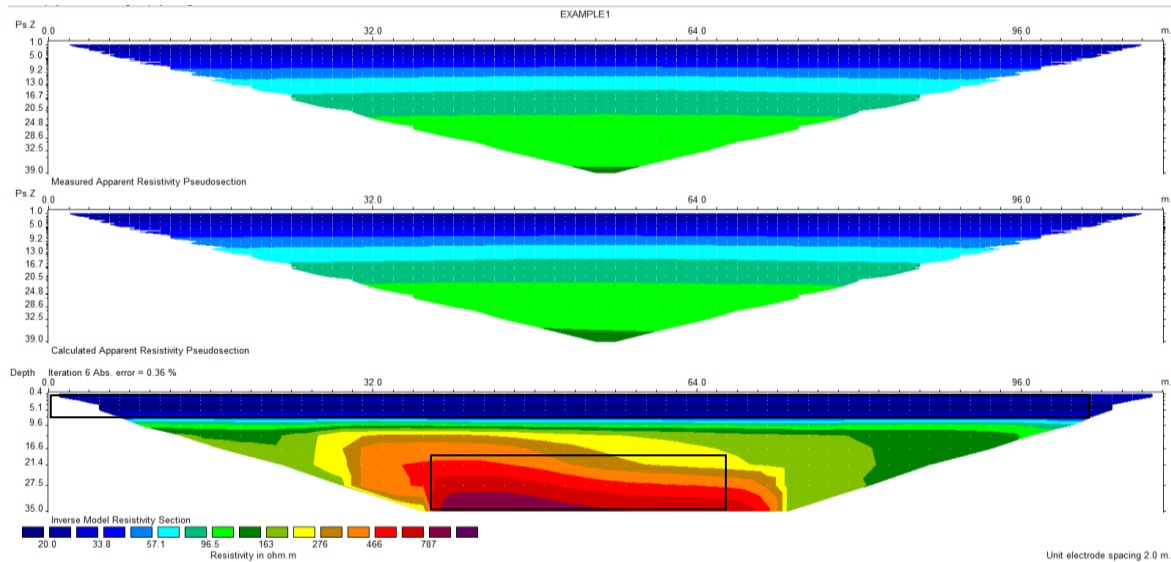 EXAMPLE1
Ps.Z 0.0 32.0 64.0 96.0 m.
1.0
5.0
9.2
13.0
16.7
20.5
24.8
28.6
32.5
39.0
Measured Apparent Resistivity Pseudosection
Ps.Z 0.0 32.0 64.0 96.0 m.
1.0
5.0
9.2
13.0
16.7
20.5
24.8
28.6
32.5
39.0
Calculated Apparent Resistivity Pseudosection
Depth Iteration 6 Abs. error = 0.36 %
0.0 32.0 64.0 96.0 m.
0.4
5.1
9.6
16.6
21.4
27.5
35.0
Inverse Model Resistivity Section
20.0 33.8 57.1 96.5 163 276 466 787
Resistivity in ohm.m Unit electrode spacing 2.0 m.